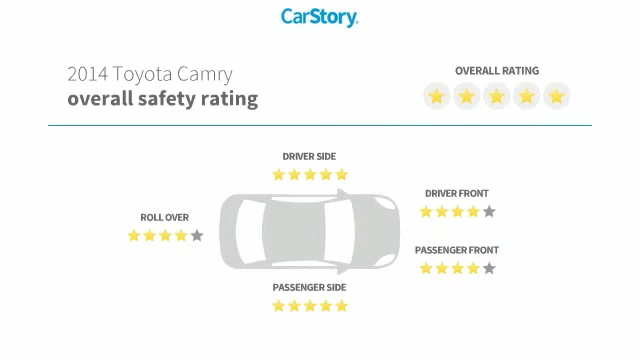 CarStory.
2014 Toyota Camry
overall safety rating
OVERALL RATING
DRIVER SIDE
DRIVER FRONT
ROLL OVER
PASSENGER FRONT
PASSENGER SIDE